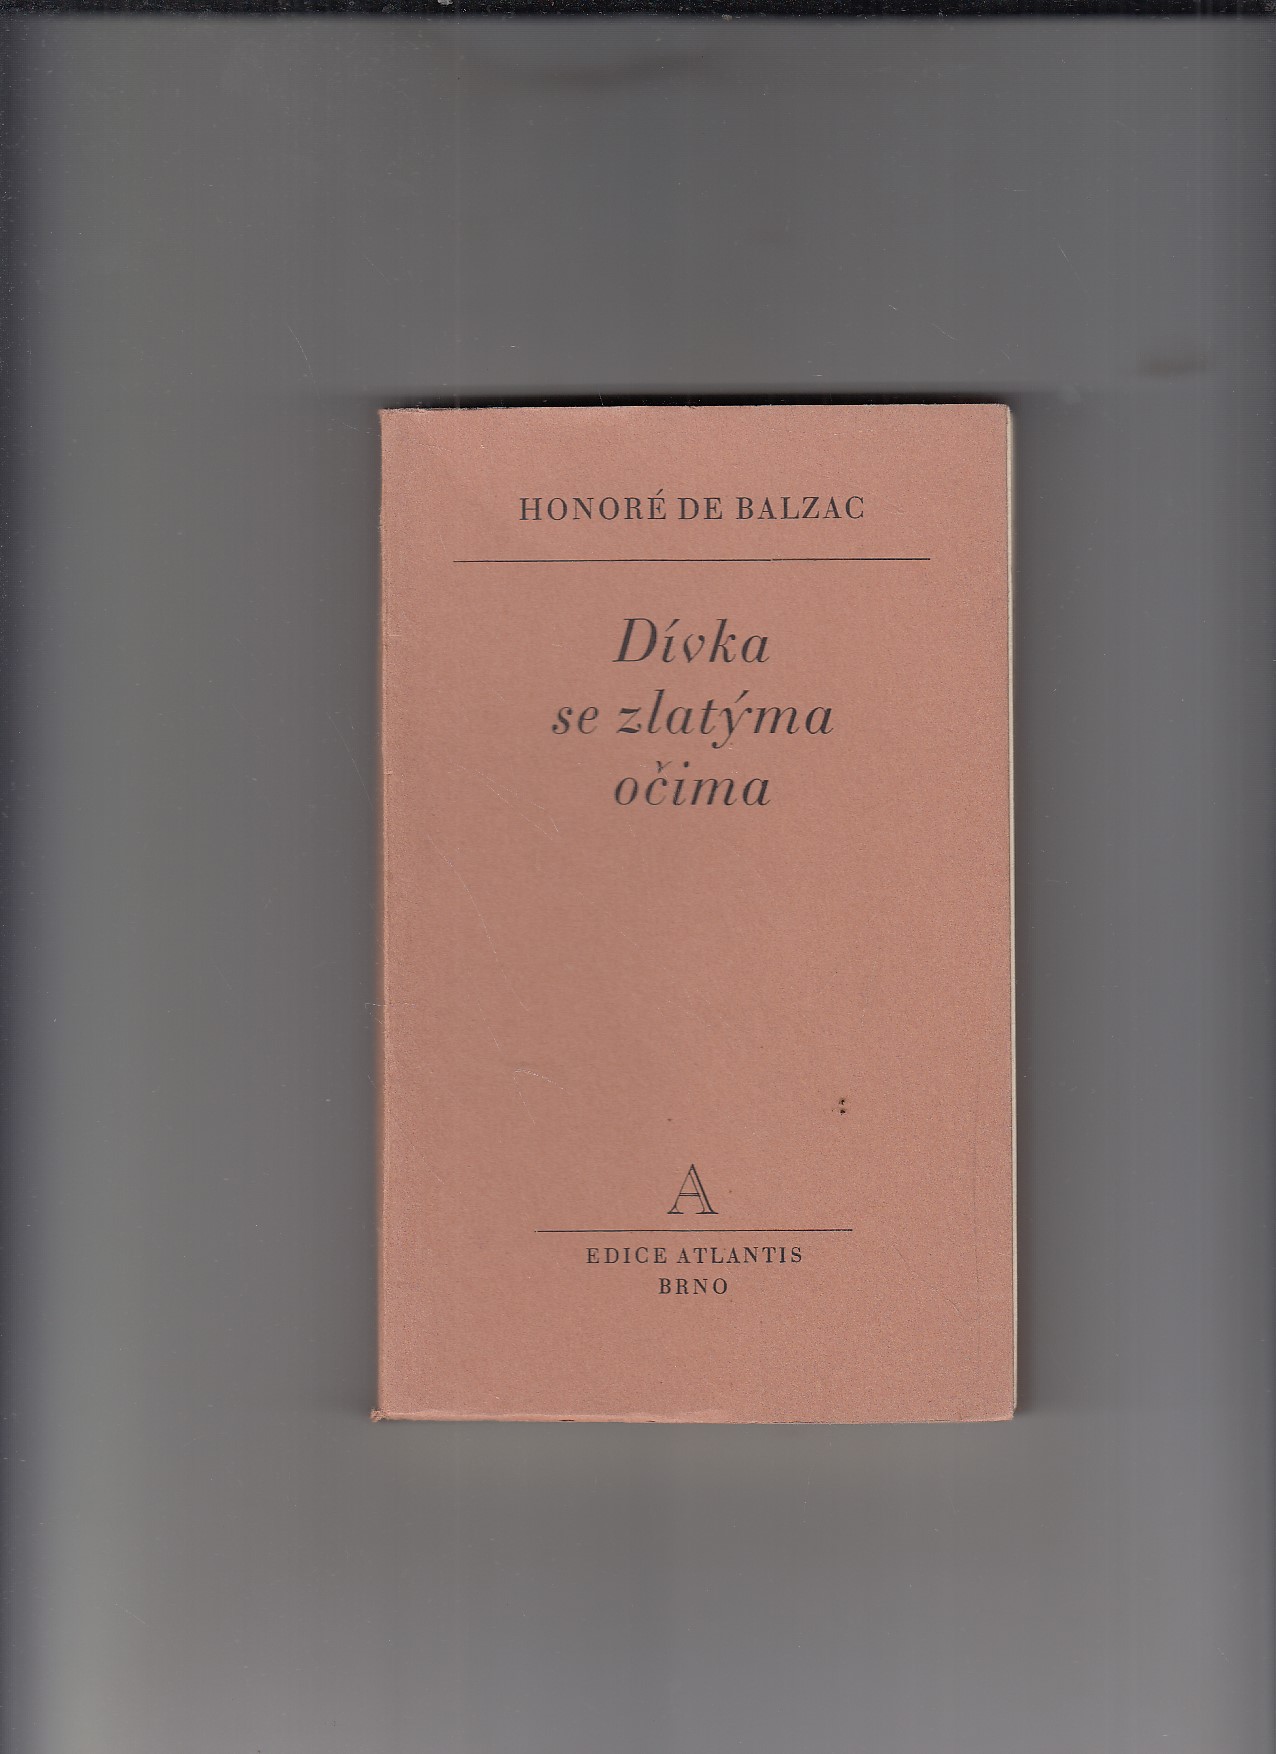 HONORÉ DE BALZAC
Dívka
se zlatýma
očima
A
EDICE ATLANTIS
BRNO